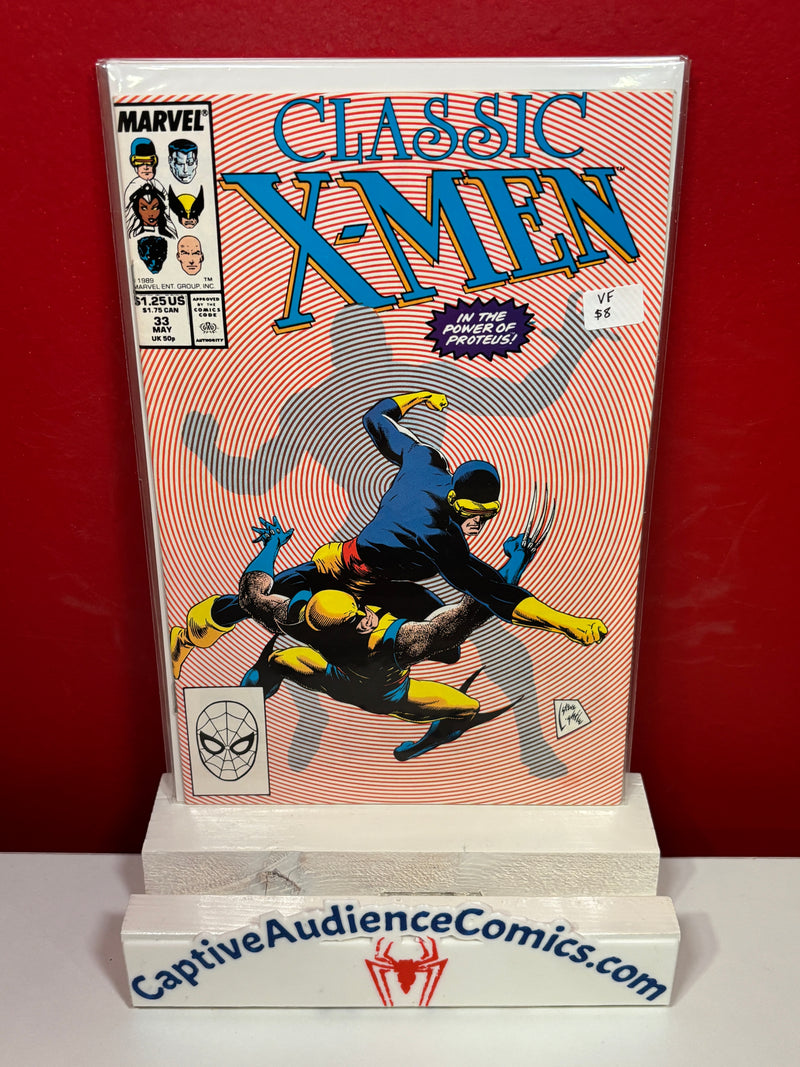 CLASSIC
X-MEN™
MARVEL®
©1989 ™
MARVEL ENT. GROUP, INC
$1.25 US
$1.75 CAN
33
MAY
UK 50p
APPROVED
BY THE
COMICS
CODE
AUTHORITY
VF
$8
IN THE
POWER OF
PROTEUS!
CaptiveAudienceComics.com